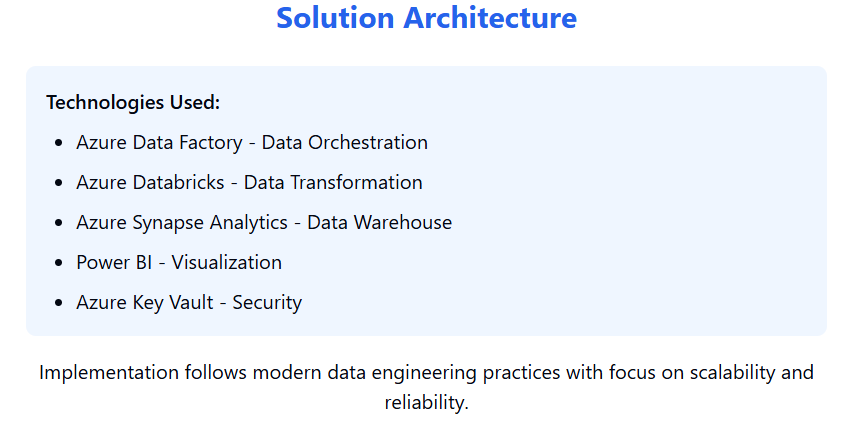 Solution Architecture
Technologies Used:
• Azure Data Factory - Data Orchestration
• Azure Databricks - Data Transformation
• Azure Synapse Analytics - Data Warehouse
• Power BI - Visualization
• Azure Key Vault - Security
Implementation follows modern data engineering practices with focus on scalability and
reliability.